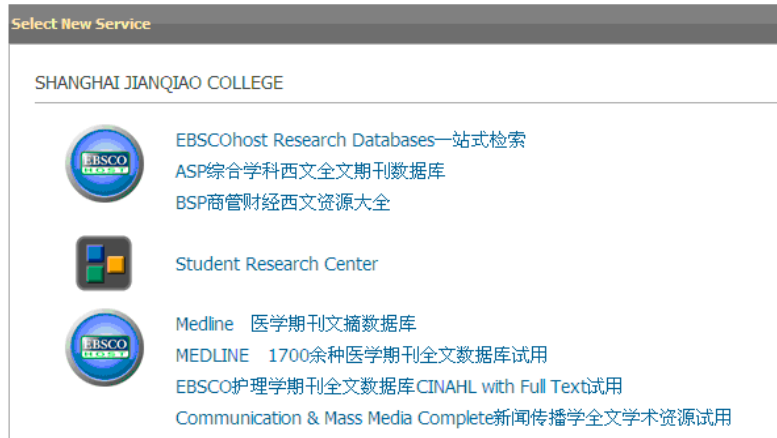 Select New Service
SHANGHAI JIANQIAO COLLEGE
EBSCO
HOST
EBSCOhost Research Databases一站式检索
ASP综合学科西文全文期刊数据库
BSP商管财经西文资源大全
Student Research Center
EBSCO
HOST
Medline 医学期刊文摘数据库
MEDLINE 1700余种医学期刊全文数据库试用
EBSCO护理学期刊全文数据库CINAHL with Full Text试用
Communication & Mass Media Complete新闻传播学全文学术资源试用